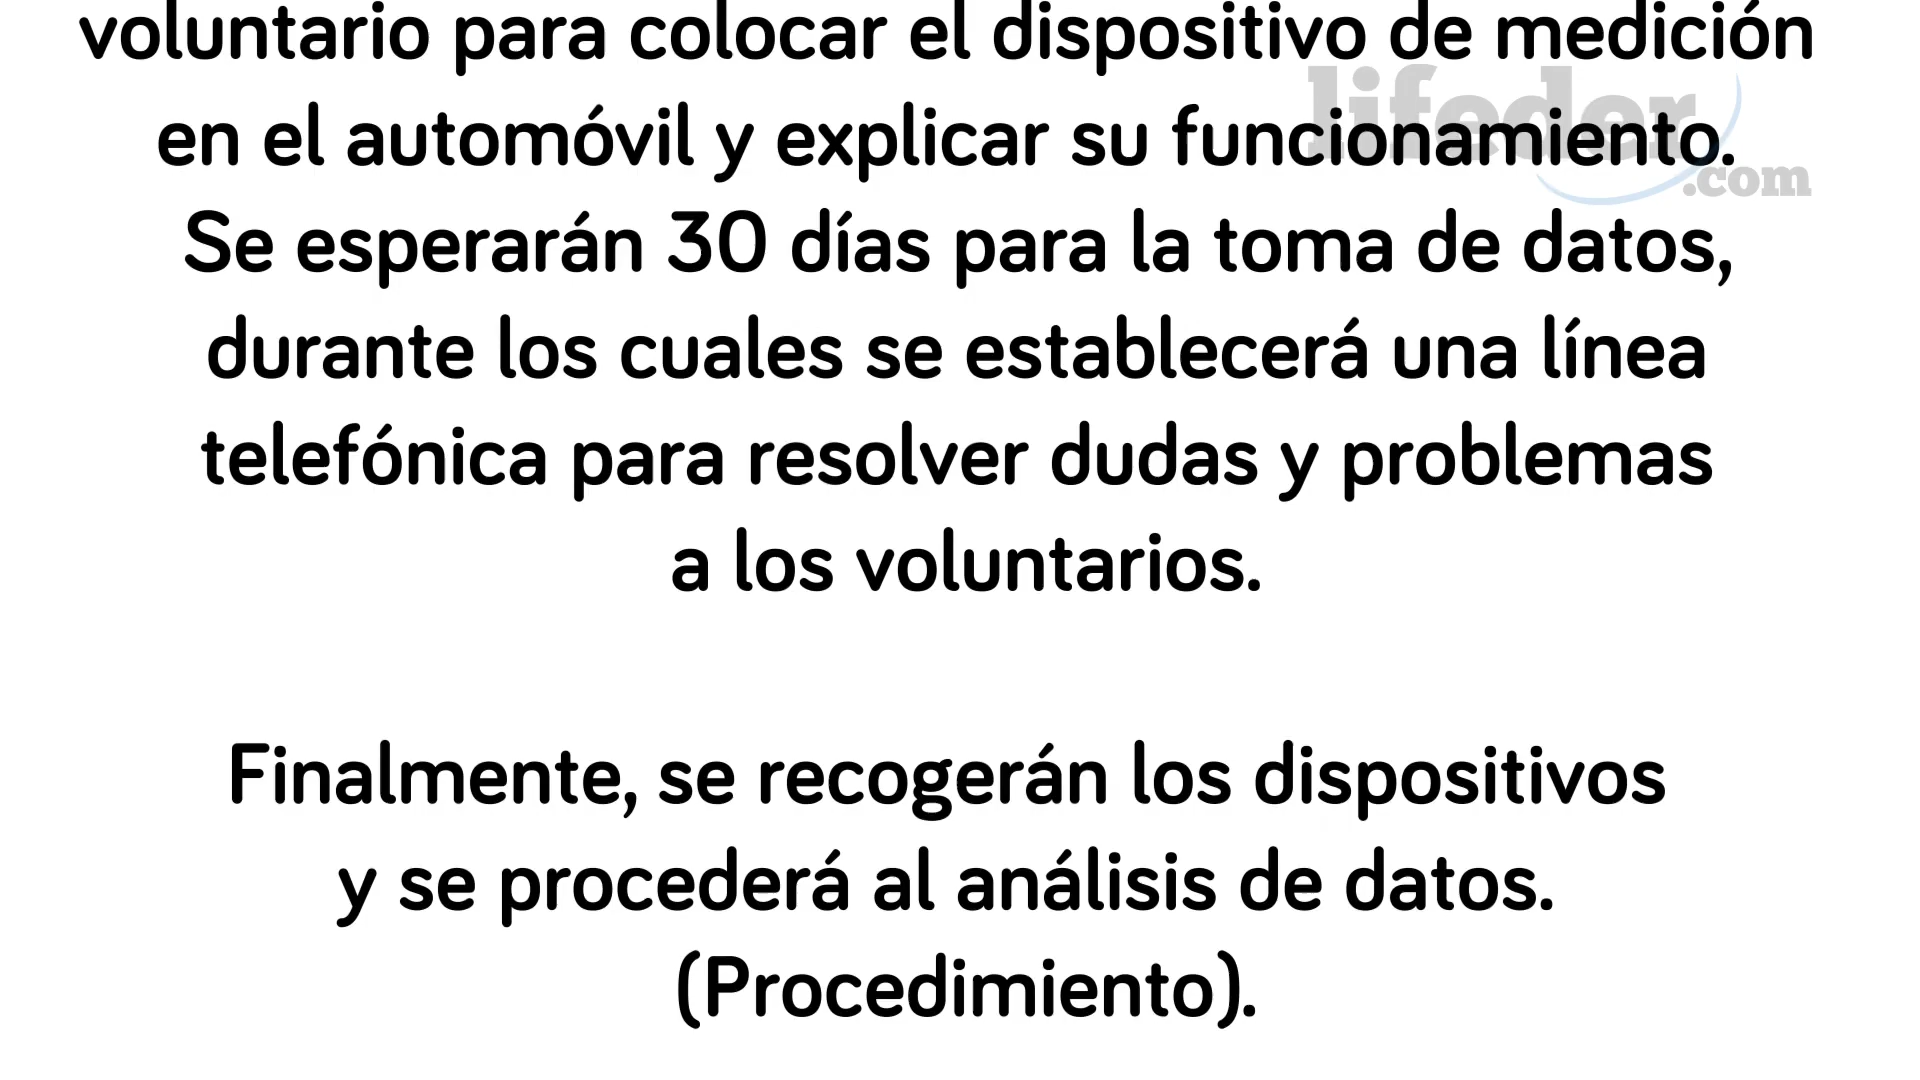 voluntario para colocar el dispositivo de medición
en el automóvil y explicar su funcionamiento.
Se esperarán 30 días para la toma de datos,
durante los cuales se establecerá una línea
telefónica para resolver dudas y problemas
a los voluntarios.
Finalmente, se recogerán los dispositivos
y se procederá al análisis de datos.
(Procedimiento).
lifeder
.com